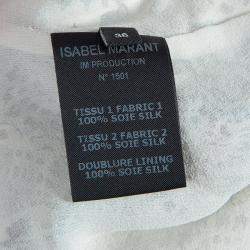 36
ISABEL MARANT
IM PRODUCTION
N° 1501
TISSU 1 FABRIC 1
100% SOIE SILK
TISSU 2 FABRIC 2
100% SOIE SILK
DOUBLURE LINING
100% SOIE SILK